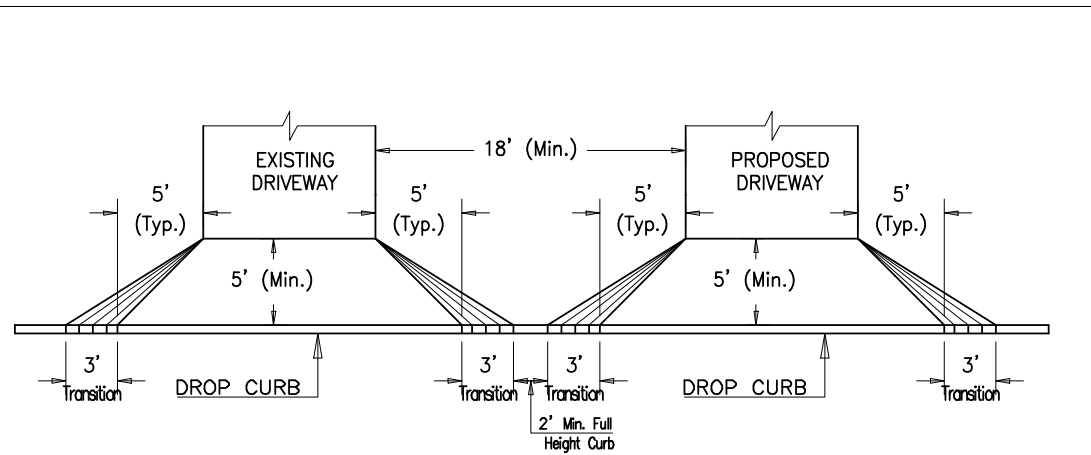 18' (Min.)
EXISTING
DRIVEWAY
PROPOSED
DRIVEWAY
5'
(Typ.)
5'
(Typ.)
5'
(Typ.)
5'
(Typ.)
5' (Min.)
5' (Min.)
3'
Transition
DROP CURB
3'
Transition
3'
Transition
DROP CURB
3'
Transition
2' Min. Full
Height Curb